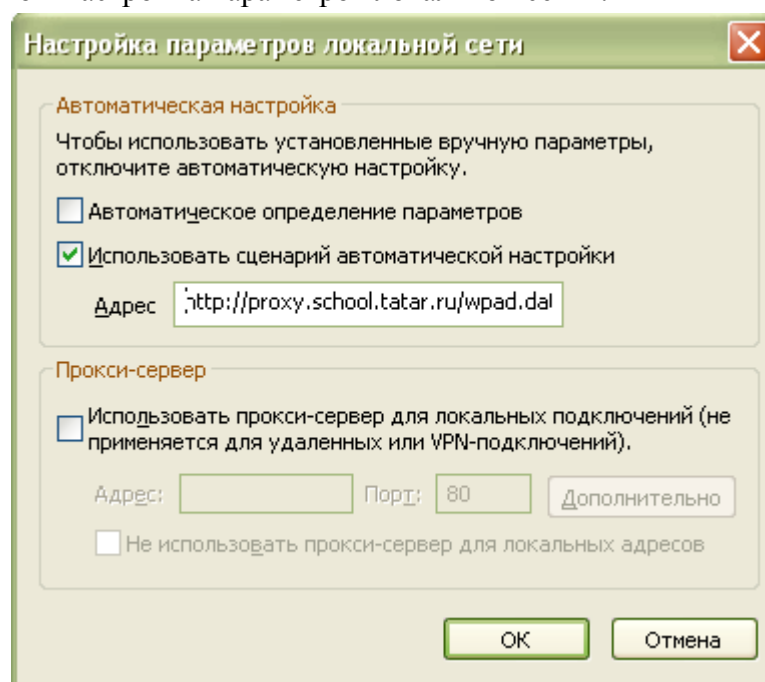 Настройка параметров локальной сети
Автоматическая настройка
Чтобы использовать установленные вручную параметры,
отключите автоматическую настройку.
Автоматическое определение параметров
Использовать сценарий автоматической настройки
Адрес http://proxy.school.tatar.ru/wpad.dat
Прокси-сервер
Использовать прокси-сервер для локальных подключений (не
применяется для удаленных или VPN-подключений).
Адрес: Порт: 80 Дополнительно
Не использовать прокси-сервер для локальных адресов
ОК Отмена